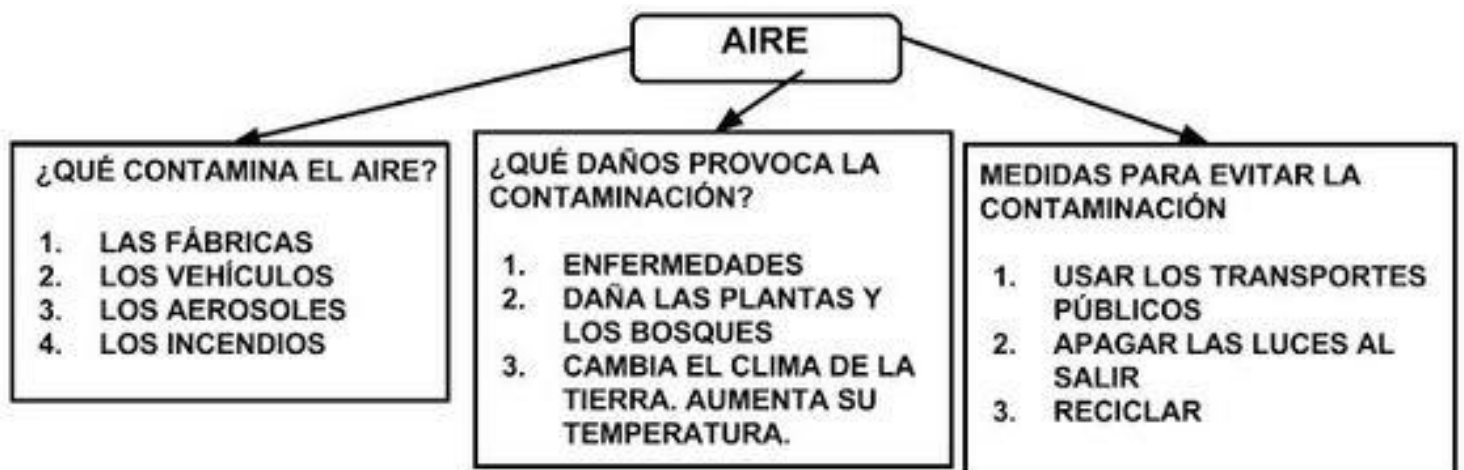 AIRE
¿QUÉ CONTAMINA EL AIRE?
1. LAS FÁBRICAS
2. LOS VEHÍCULOS
3. LOS AEROSOLES
4. LOS INCENDIOS
¿QUÉ DAÑOS PROVOCA LA
CONTAMINACIÓN?
1. ENFERMEDADES
2. DAÑA LAS PLANTAS Y
LOS BOSQUES
3. CAMBIA EL CLIMA DE LA
TIERRA. AUMENTA SU
TEMPERATURA.
MEDIDAS PARA EVITAR LA
CONTAMINACIÓN
1. USAR LOS TRANSPORTES
PÚBLICOS
2. APAGAR LAS LUCES AL
SALIR
3. RECICLAR